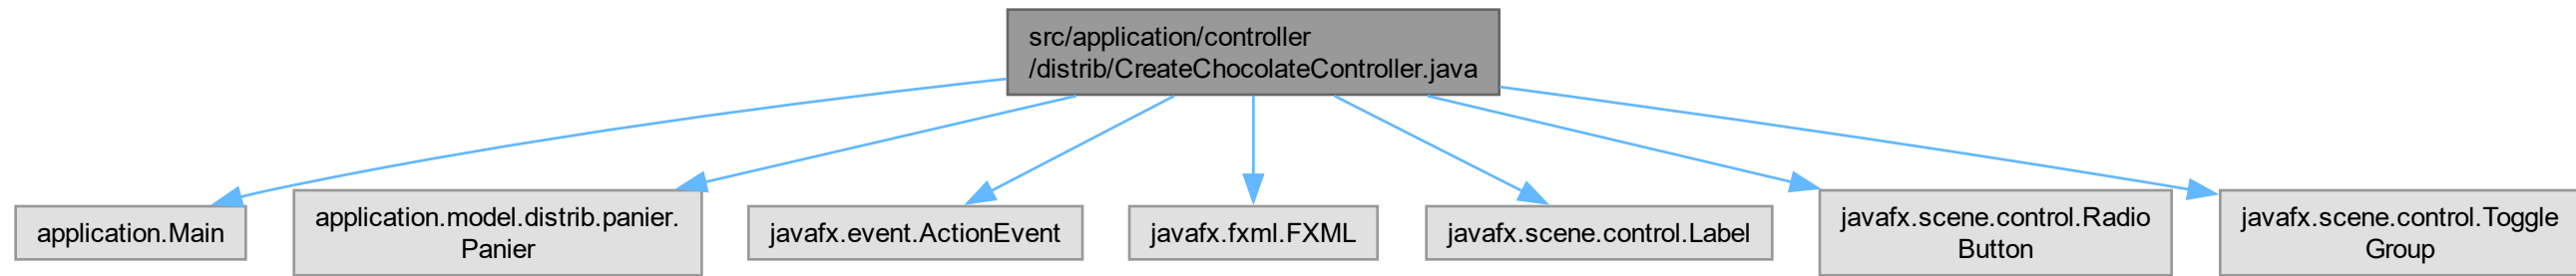 src/application/controller
/distrib/CreateChocolateController.java
application.Main
application.model.distrib.panier.
Panier
javafx.event.ActionEvent
javafx.fxml.FXML
javafx.scene.control.Label
javafx.scene.control.Radio
Button
javafx.scene.control.Toggle
Group